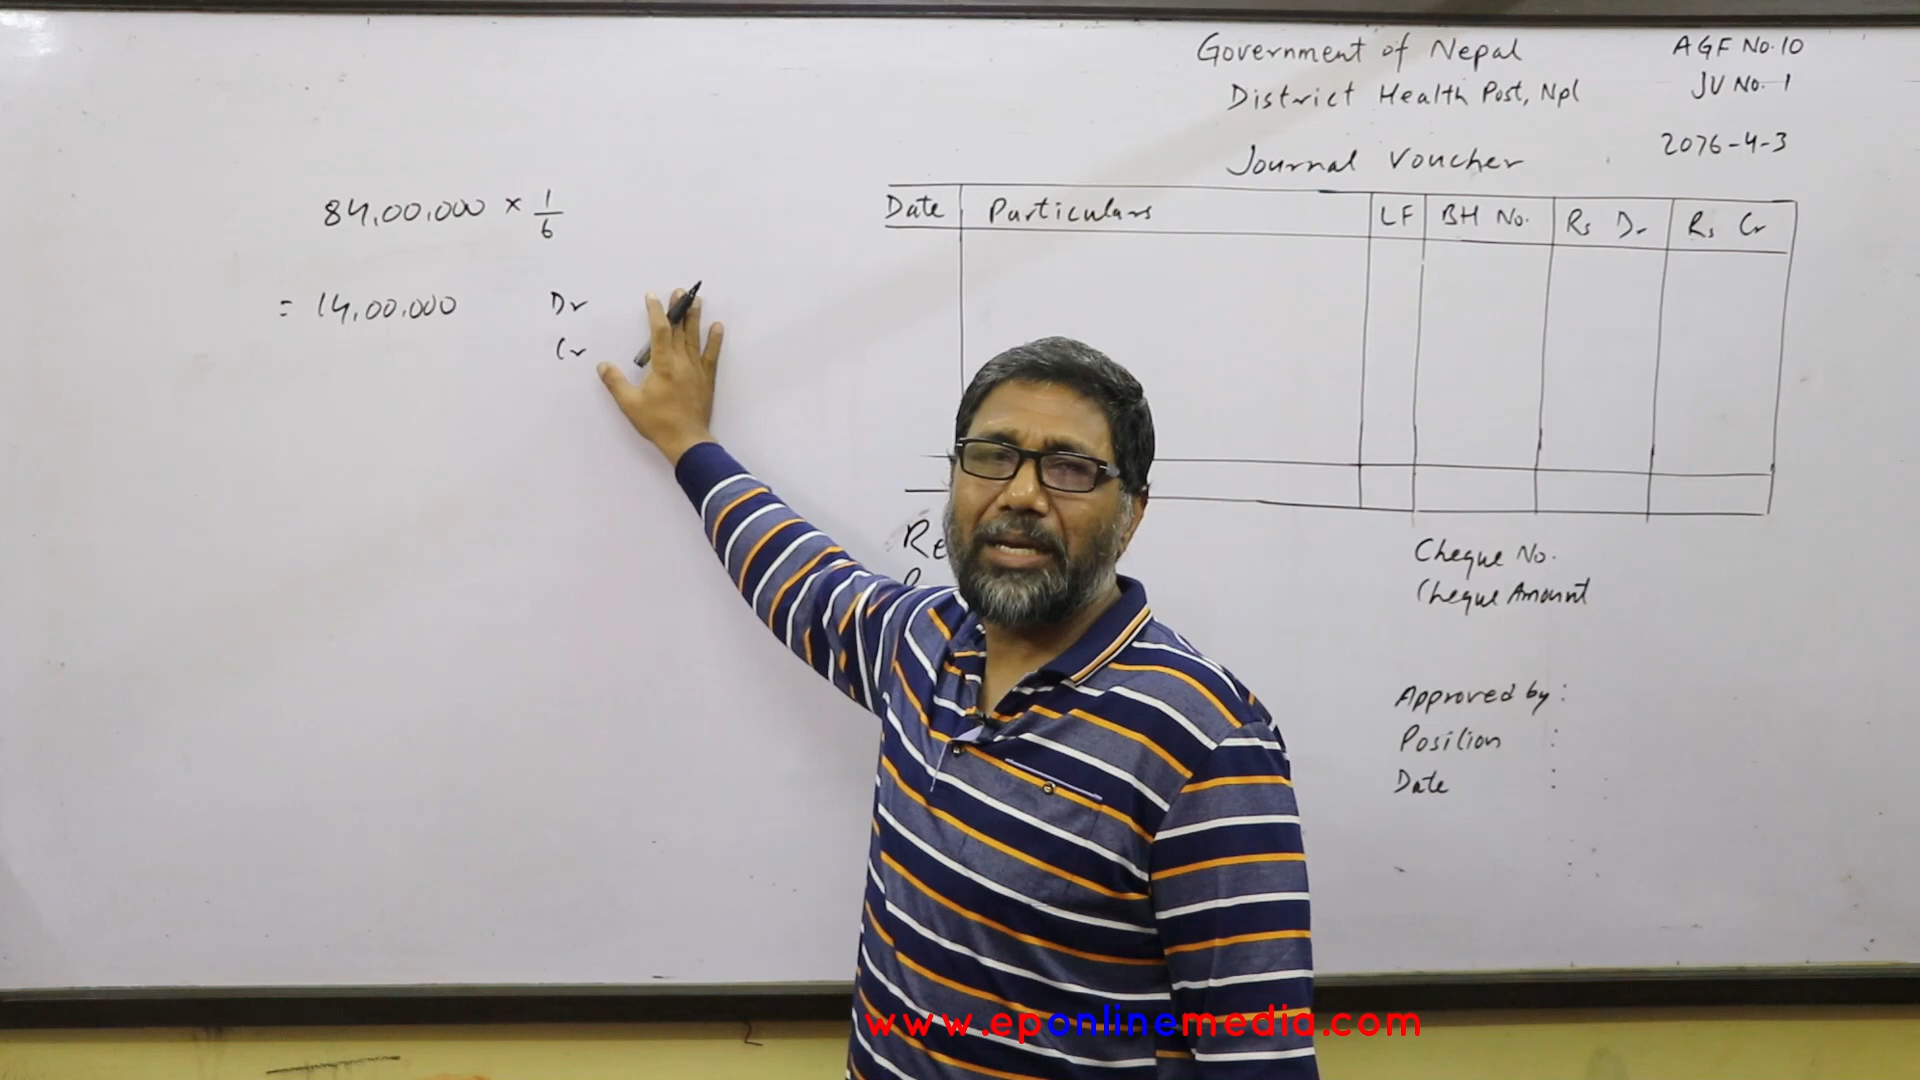 Government of Nepal
AGF No.10
District Health Post, Npl
JV No. 1
2076-4-3
Journal Voucher
84,00,000 × 1/6
= 14,00,000 Dr
Cr
Date Particulars LF BH No. Rs Dr Rs Cr
Cheque No.
Cheque Amount
Approved by:
Position :
Date :
www.eponlinemedia.com